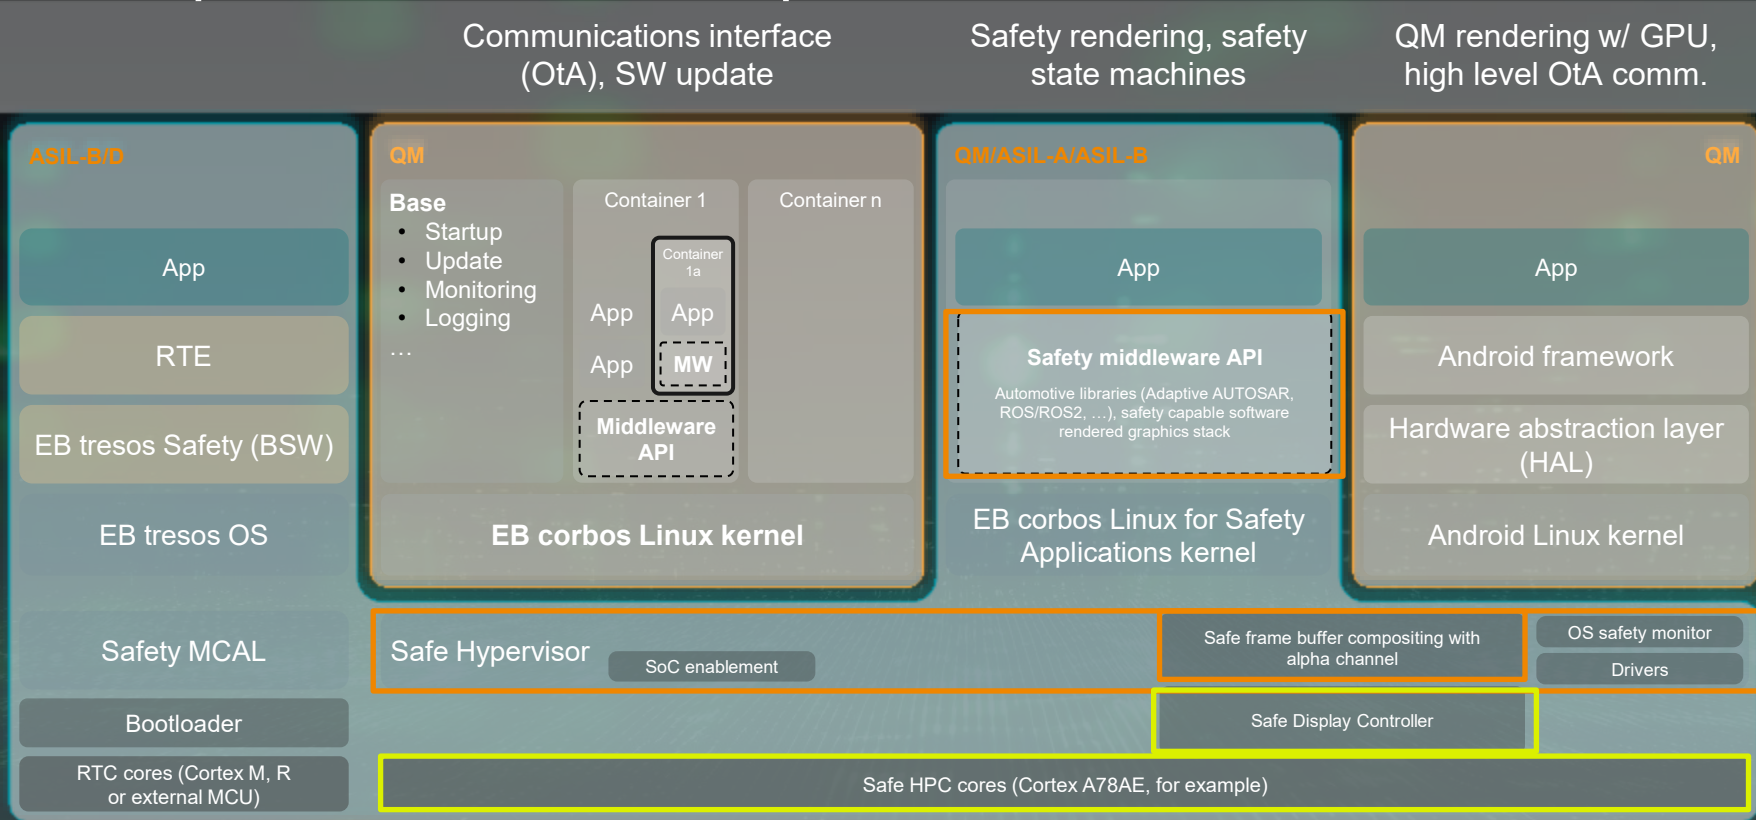 Communications interface
(OtA), SW update
Safety rendering, safety
state machines
QM rendering w/ GPU,
high level OtA comm.
ASIL-B/D
App
RTE
EB tresos Safety (BSW)
EB tresos OS
Safety MCAL
Bootloader
RTC cores (Cortex M, R
or external MCU)
QM
Base
• Startup
• Update
• Monitoring
• Logging
…
Container 1
Container
1a
App
App
App
MW
Middleware
API
Container n
EB corbos Linux kernel
QM/ASIL-A/ASIL-B
App
Safety middleware API
Automotive libraries (Adaptive AUTOSAR,
ROS/ROS2, …), safety capable software
rendered graphics stack
EB corbos Linux for Safety
Applications kernel
QM
App
Android framework
Hardware abstraction layer
(HAL)
Android Linux kernel
Safe Hypervisor
SoC enablement
Safe frame buffer compositing with
alpha channel
OS safety monitor
Drivers
Safe Display Controller
Safe HPC cores (Cortex A78AE, for example)